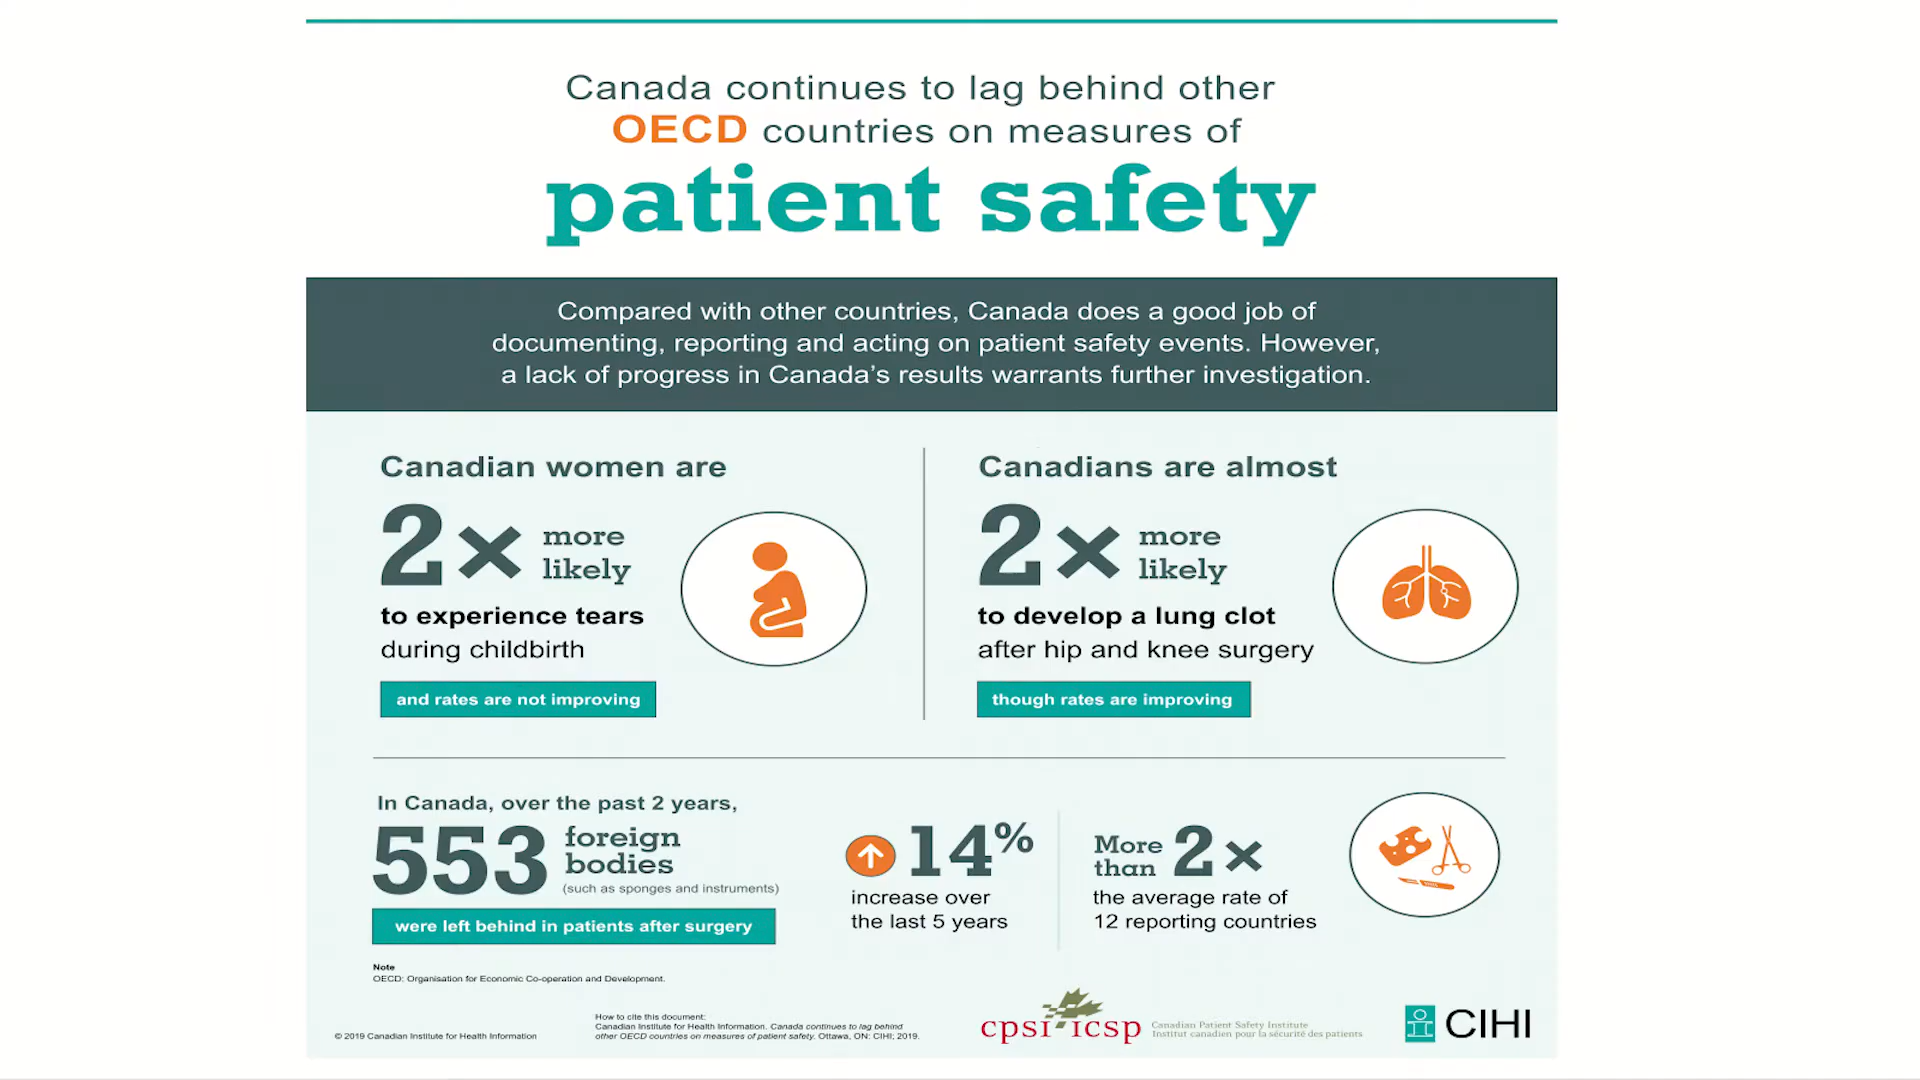 Canada continues to lag behind other
OECD countries on measures of
patient safety
Compared with other countries, Canada does a good job of
documenting, reporting and acting on patient safety events. However,
a lack of progress in Canada's results warrants further investigation.
Canadian women are
2× more likely
to experience tears
during childbirth
and rates are not improving
Canadians are almost
2× more likely
to develop a lung clot
after hip and knee surgery
though rates are improving
In Canada, over the past 2 years,
553 foreign bodies
(such as sponges and instruments)
were left behind in patients after surgery
14%
increase over
the last 5 years
More than 2×
the average rate of
12 reporting countries
Note
OECD: Organisation for Economic Co-operation and Development.
© 2019 Canadian Institute for Health Information
How to cite this document:
Canadian Institute for Health Information. Canada continues to lag behind
other OECD countries on measures of patient safety. Ottawa, ON: CIHI; 2019.
cpsi icsp
Canadian Patient Safety Institute
Institut canadien pour la sécurité des patients
CIHI